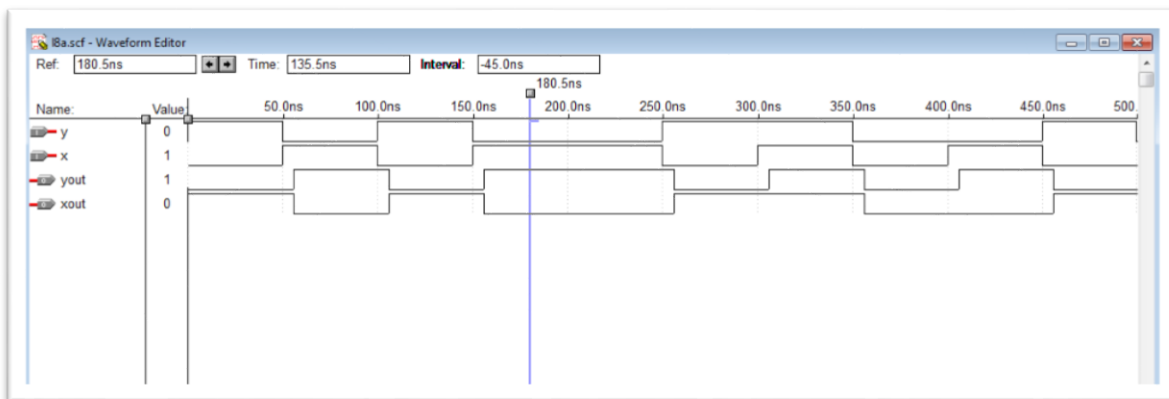 l8a.scf - Waveform Editor
Ref: 180.5ns Time: 135.5ns Interval: -45.0ns
180.5ns
Name: Value: 50.0ns 100.0ns 150.0ns 200.0ns 250.0ns 300.0ns 350.0ns 400.0ns 450.0ns 500.
y 0
x 1
yout 1
xout 0